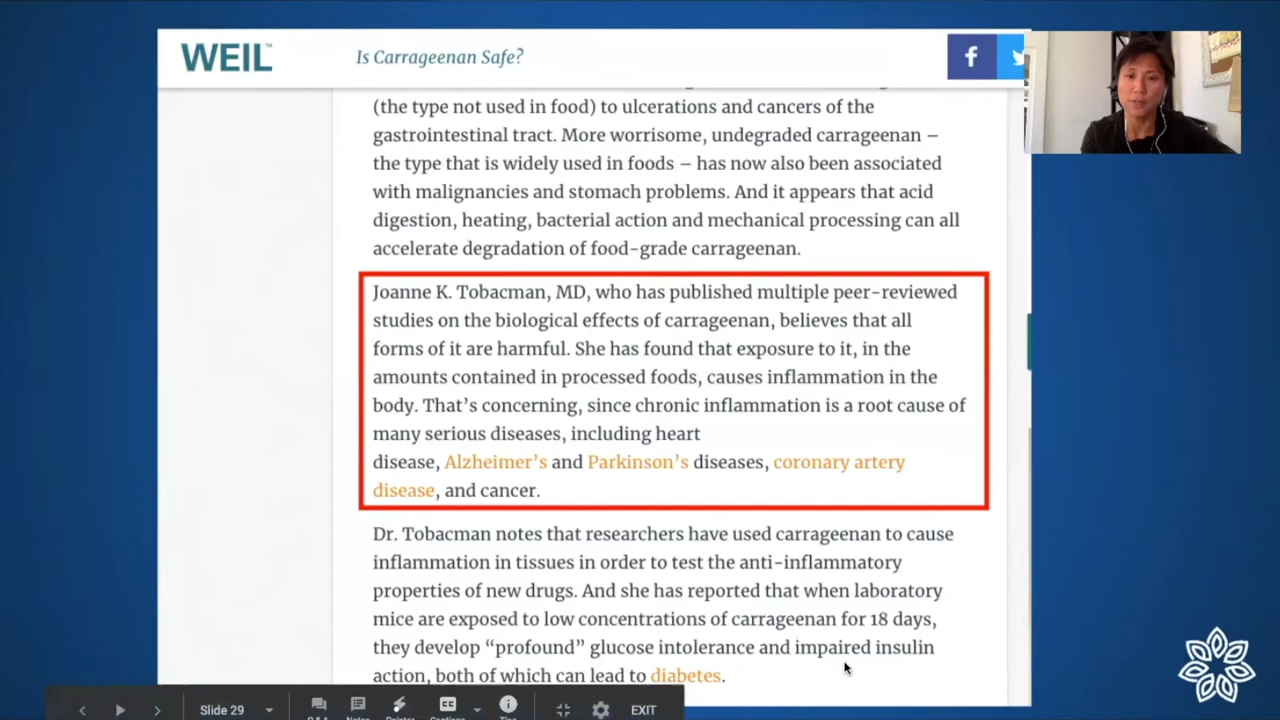 WEIL™
Is Carrageenan Safe?
(the type not used in food) to ulcerations and cancers of the
gastrointestinal tract. More worrisome, undegraded carrageenan –
the type that is widely used in foods – has now also been associated
with malignancies and stomach problems. And it appears that acid
digestion, heating, bacterial action and mechanical processing can all
accelerate degradation of food-grade carrageenan.
Joanne K. Tobacman, MD, who has published multiple peer-reviewed
studies on the biological effects of carrageenan, believes that all
forms of it are harmful. She has found that exposure to it, in the
amounts contained in processed foods, causes inflammation in the
body. That’s concerning, since chronic inflammation is a root cause of
many serious diseases, including heart
disease, Alzheimer’s and Parkinson’s diseases, coronary artery
disease, and cancer.
Dr. Tobacman notes that researchers have used carrageenan to cause
inflammation in tissues in order to test the anti-inflammatory
properties of new drugs. And she has reported that when laboratory
mice are exposed to low concentrations of carrageenan for 18 days,
they develop “profound” glucose intolerance and impaired insulin
action, both of which can lead to diabetes.
Slide 29
EXIT